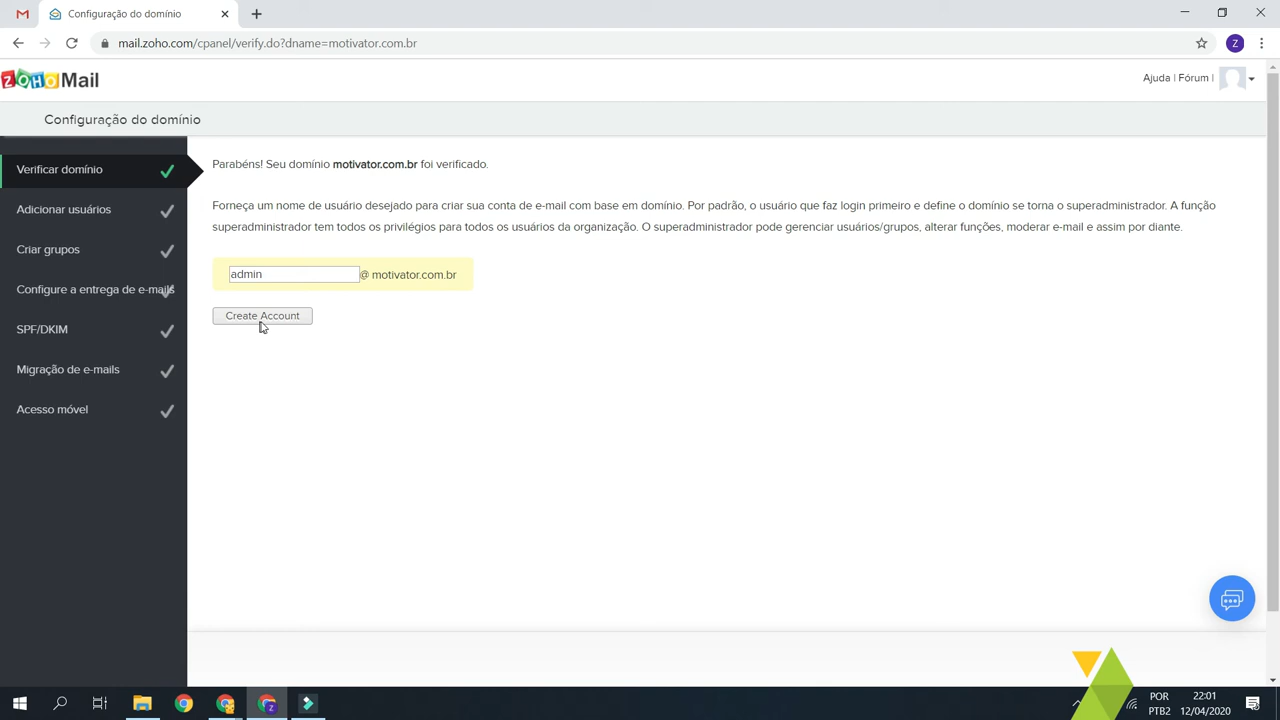 Configuração do domínio
mail.zoho.com/cpanel/verify.do?dname=motivator.com.br
Z
ZOHO Mail
Ajuda | Fórum |
Configuração do domínio
Verificar domínio
Adicionar usuários
Criar grupos
Configure a entrega de e-mails
SPF/DKIM
Migração de e-mails
Acesso móvel
Parabéns! Seu domínio motivator.com.br foi verificado.
Forneça um nome de usuário desejado para criar sua conta de e-mail com base em domínio. Por padrão, o usuário que faz login primeiro e define o domínio se torna o superadministrador. A função
superadministrador tem todos os privilégios para todos os usuários da organização. O superadministrador pode gerenciar usuários/grupos, alterar funções, moderar e-mail e assim por diante.
admin @ motivator.com.br
Create Account
POR 22:01
PTB2 12/04/2020